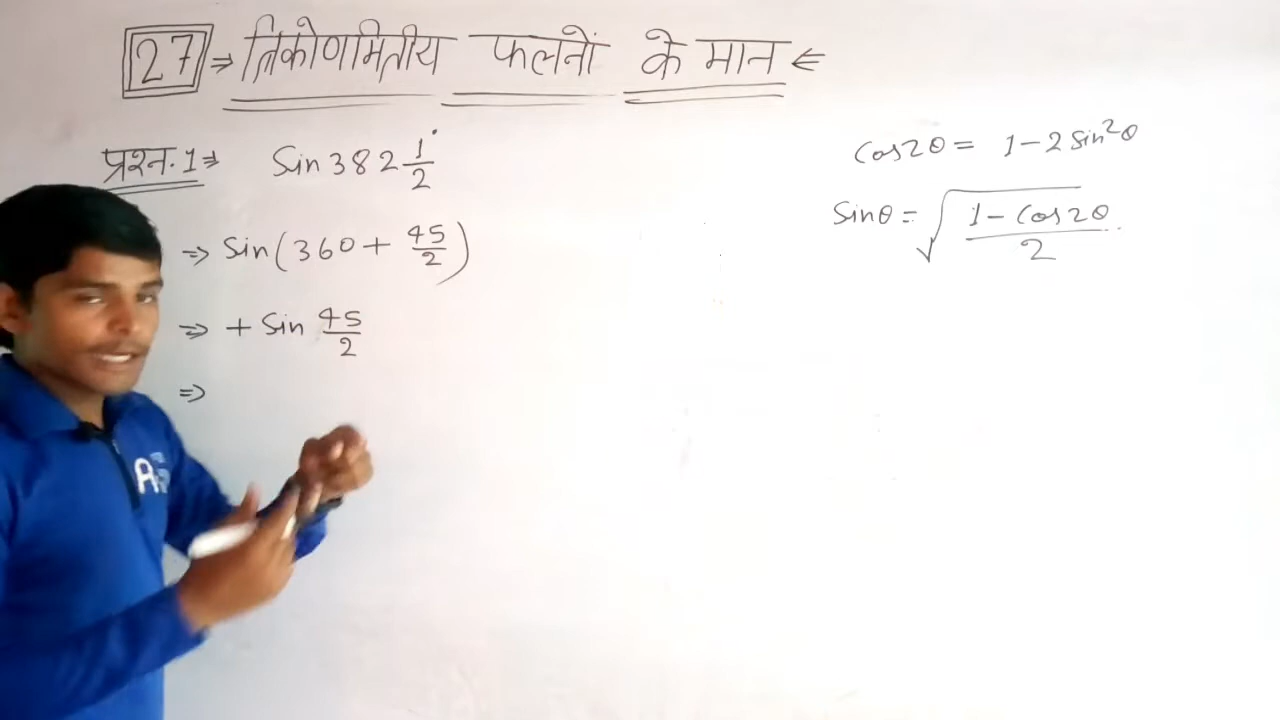 27 ⇒ त्रिकोणमितीय फलनों के मान ⇐
प्रश्न.1⇒ Sin 382 1/2°
⇒ Sin(360 + 45/2)
⇒ + Sin 45/2
⇒
Cos2θ = 1 - 2 Sin²θ
Sinθ = √(1 - Cos2θ / 2)